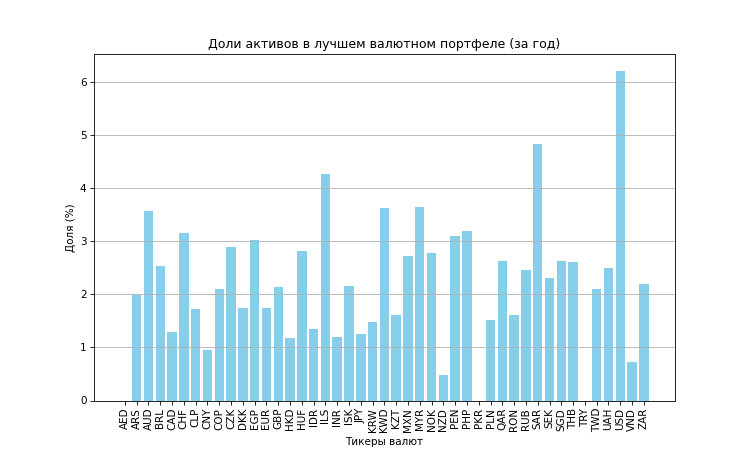 Доли активов в лучшем валютном портфеле (за год)
Доля (%)
6
5
4
3
2
1
0
AED ARS AUD BRL CAD CHF CLP CNY COP CZK DKK EGP EUR GBP HKD HUF IDR ILS INR ISK JPY KRW KWD KZT MXN MYR NOK NZD PEN PHP PKR PLN QAR RON RUB SAR SEK SGD THB TRY TWD UAH USD VND ZAR
Тикеры валют